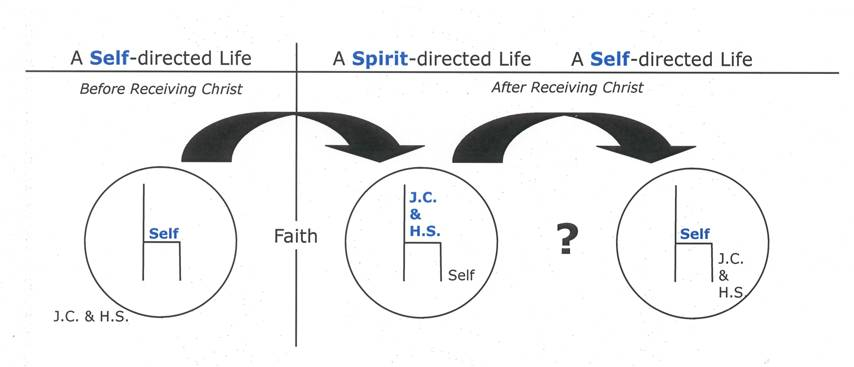 A Self-directed Life
A Spirit-directed Life
A Self-directed Life
Before Receiving Christ
After Receiving Christ
Self
J.C. & H.S.
Faith
J.C.
&
H.S.
Self
?
Self
J.C.
&
H.S.